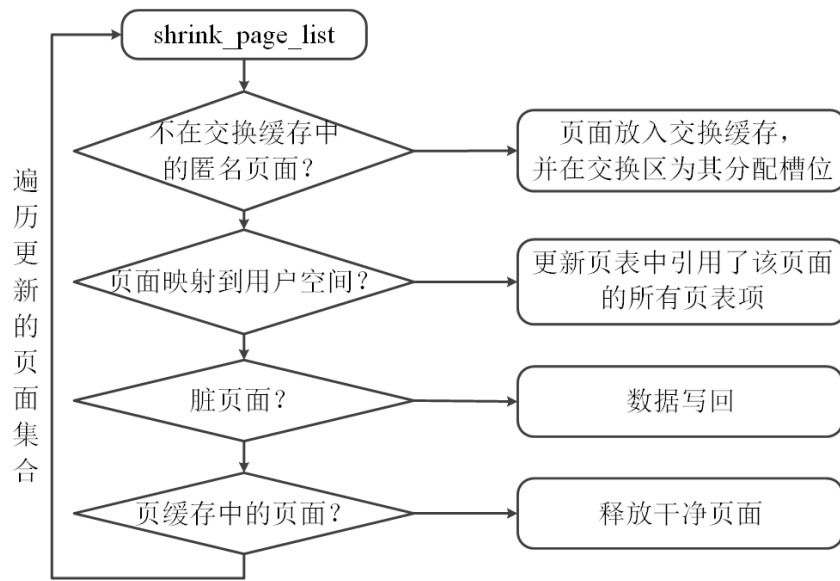 shrink_page_list
不在交换缓存中
的匿名页面？
页面放入交换缓存，
并在交换区为其分配槽位
页面映射到用户空间？
更新页表中引用了该页面
的所有页表项
脏页面？
数据写回
页缓存中的页面？
释放干净页面
遍历更新的页面集合